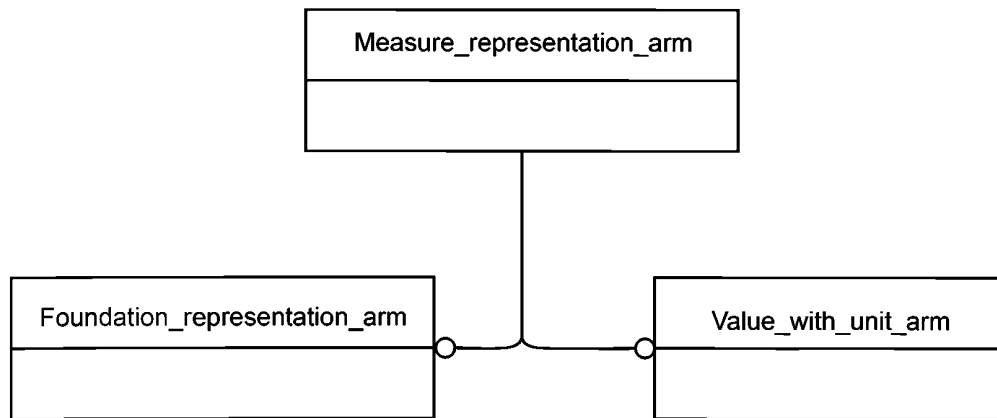 Measure_representation_arm
Foundation_representation_arm
Value_with_unit_arm